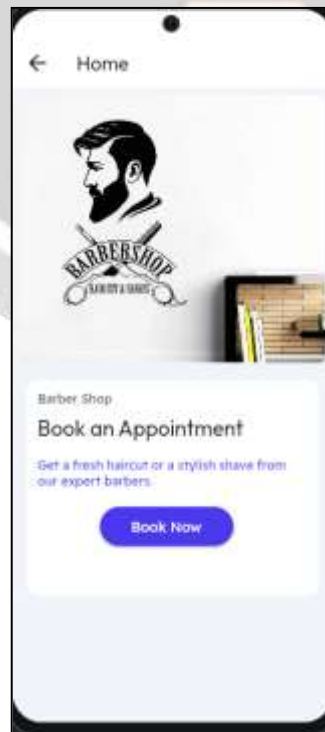 Home
BARBERSHOP
Barber Shop
Book an Appointment
Get a fresh haircut or a stylish shave from
our expert barbers
Book Now